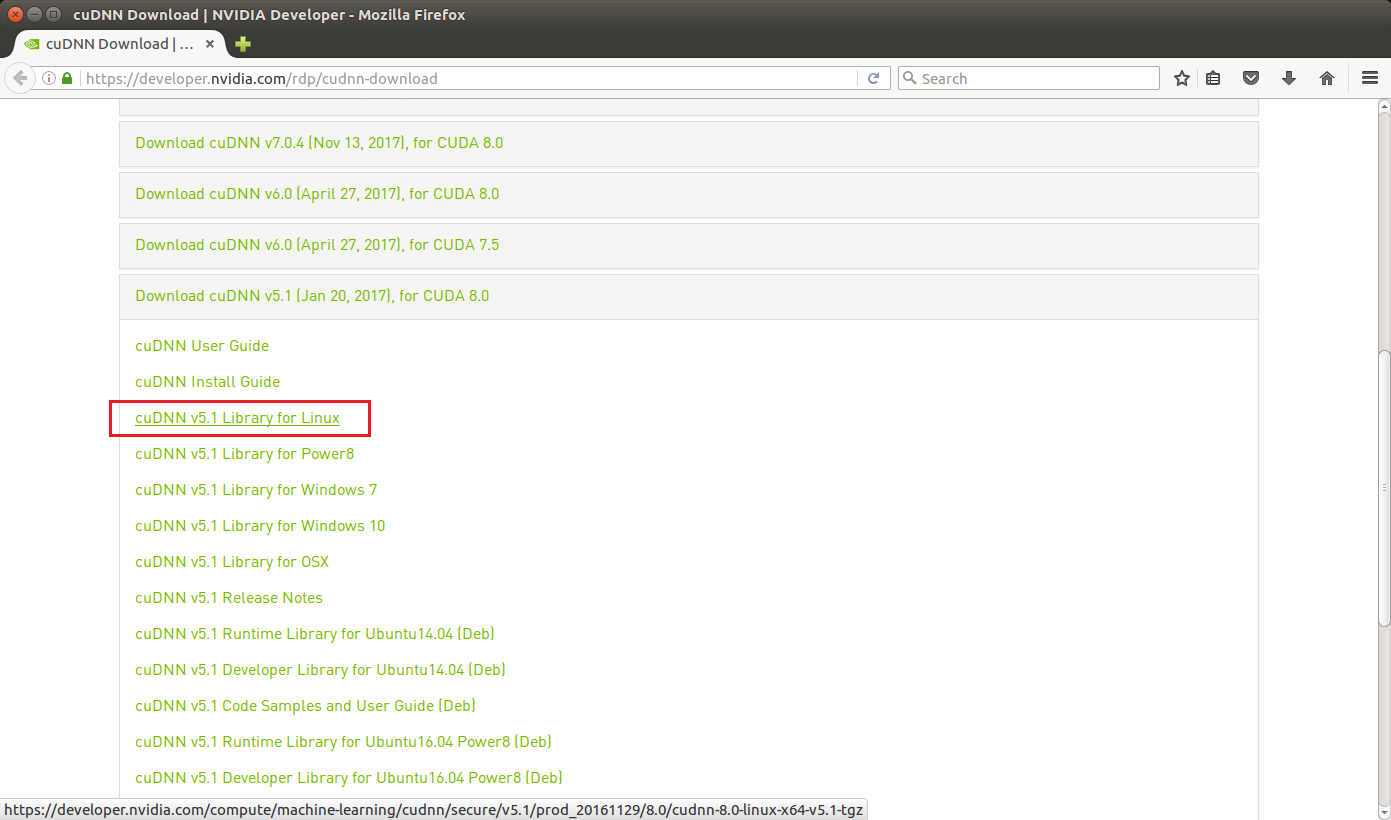 cuDNN Download | NVIDIA Developer - Mozilla Firefox
cuDNN Download | ...
https://developer.nvidia.com/rdp/cudnn-download
Search
Download cuDNN v7.0.4 (Nov 13, 2017), for CUDA 8.0
Download cuDNN v6.0 (April 27, 2017), for CUDA 8.0
Download cuDNN v6.0 (April 27, 2017), for CUDA 7.5
Download cuDNN v5.1 (Jan 20, 2017), for CUDA 8.0
cuDNN User Guide
cuDNN Install Guide
cuDNN v5.1 Library for Linux
cuDNN v5.1 Library for Power8
cuDNN v5.1 Library for Windows 7
cuDNN v5.1 Library for Windows 10
cuDNN v5.1 Library for OSX
cuDNN v5.1 Release Notes
cuDNN v5.1 Runtime Library for Ubuntu14.04 (Deb)
cuDNN v5.1 Developer Library for Ubuntu14.04 (Deb)
cuDNN v5.1 Code Samples and User Guide (Deb)
cuDNN v5.1 Runtime Library for Ubuntu16.04 Power8 (Deb)
cuDNN v5.1 Developer Library for Ubuntu16.04 Power8 (Deb)
https://developer.nvidia.com/compute/machine-learning/cudnn/secure/v5.1/prod_20161129/8.0/cudnn-8.0-linux-x64-v5.1-tgz